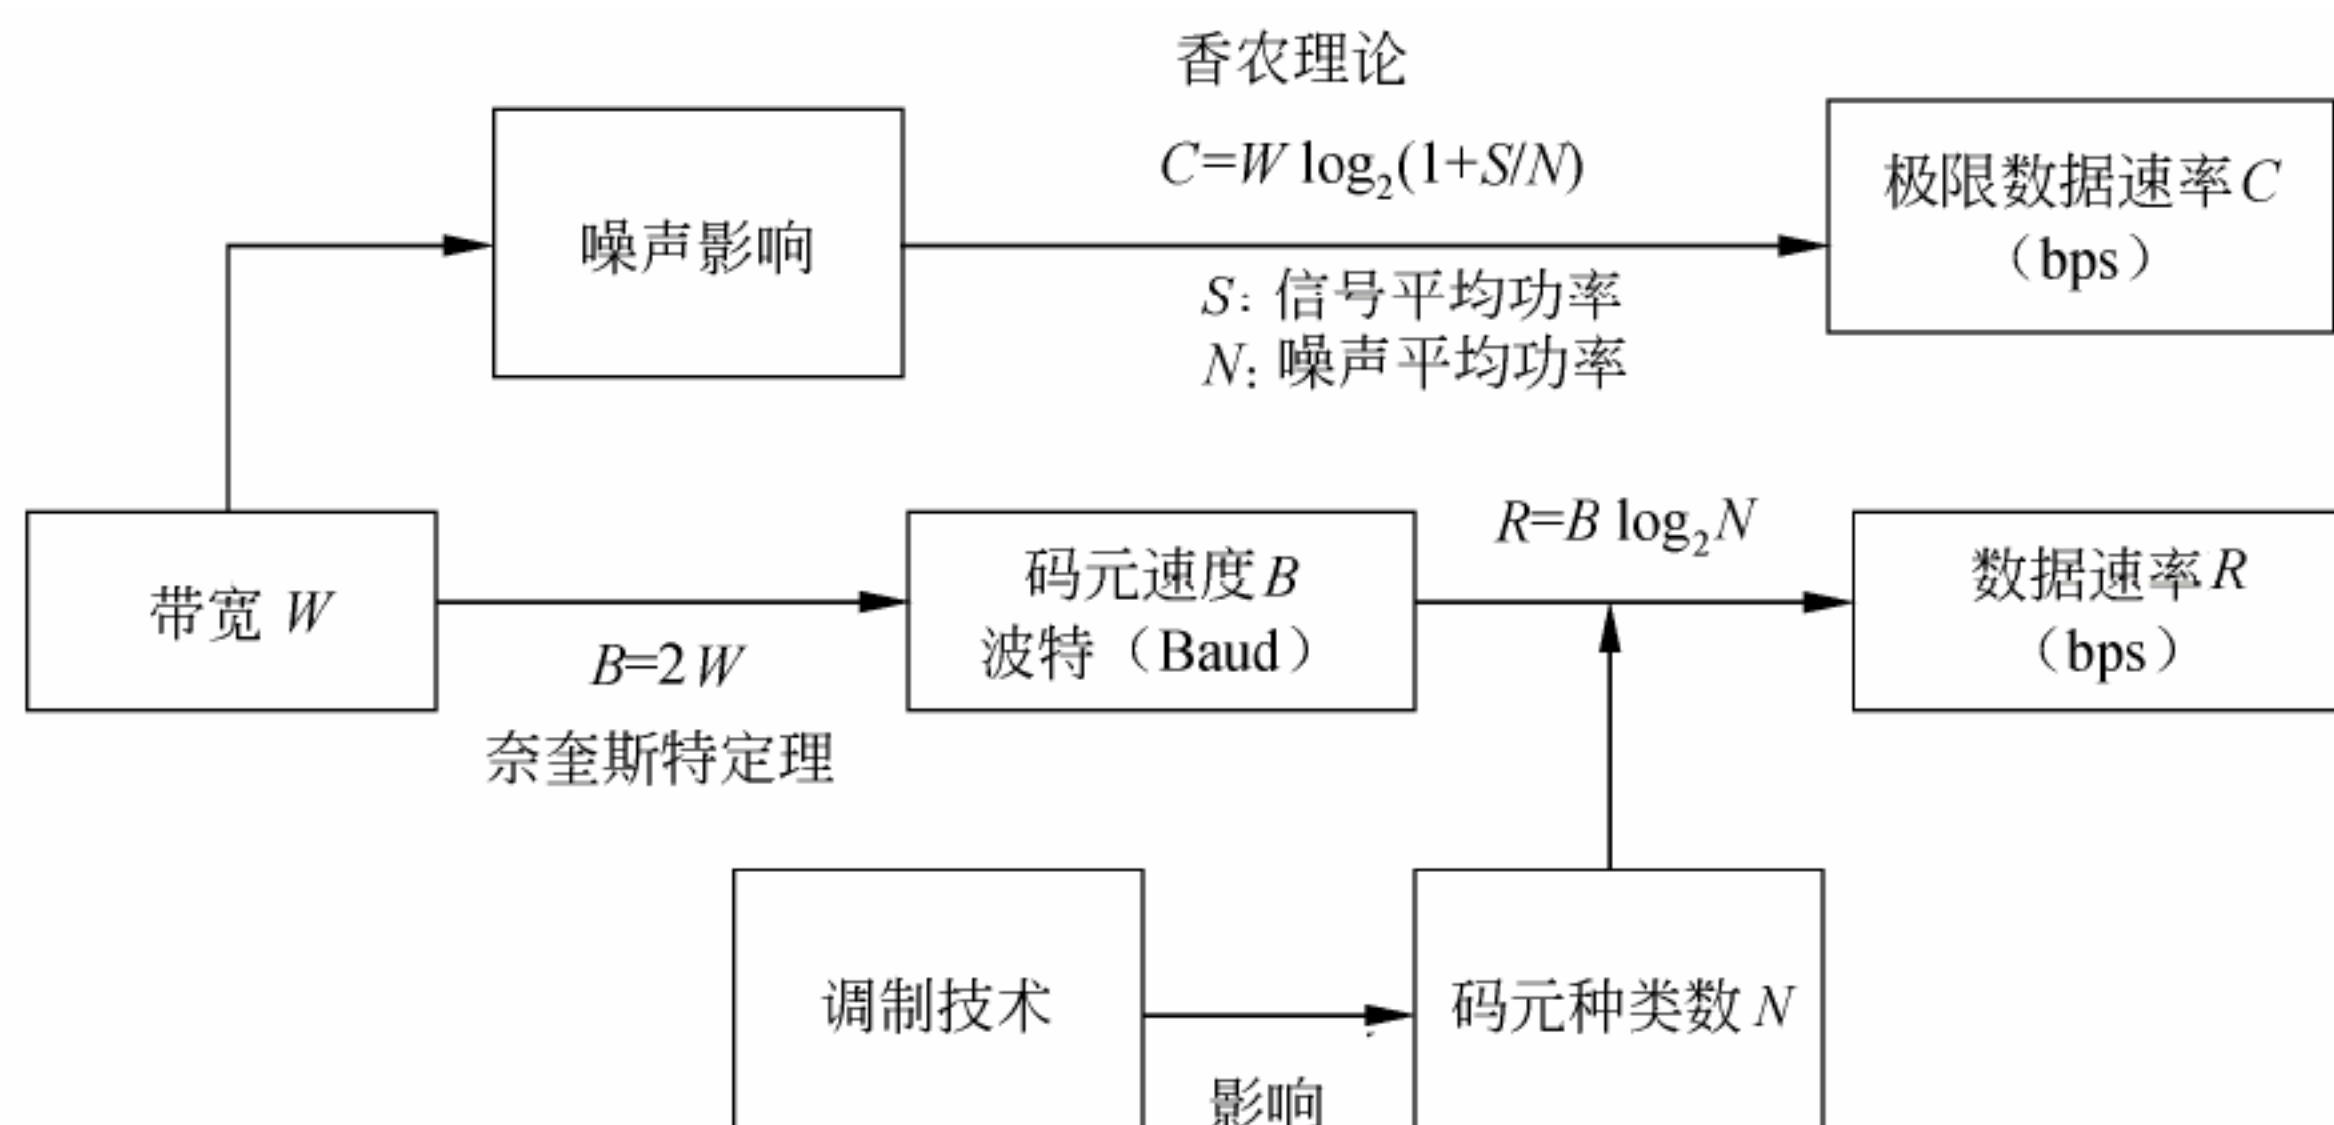 香农理论
C=W log₂(1+S/N)
噪声影响
极限数据速率C
（bps）
S：信号平均功率
N：噪声平均功率
带宽 W
B=2W
奈奎斯特定理
码元速度B
波特（Baud）
R=B log₂N
数据速率R
（bps）
调制技术
影响
码元种类数N